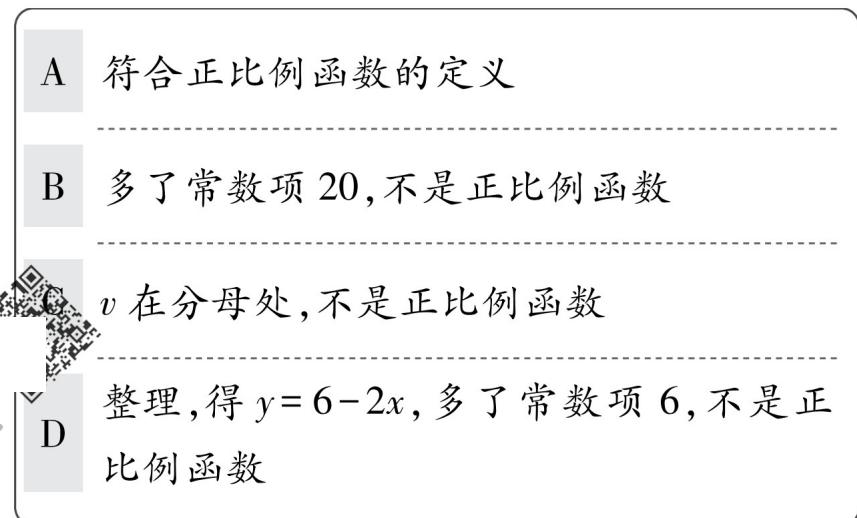 A 符合正比例函数的定义
B 多了常数项 20,不是正比例函数
C v 在分母处,不是正比例函数
D 整理,得 y=6-2x,多了常数项 6,不是正
比例函数